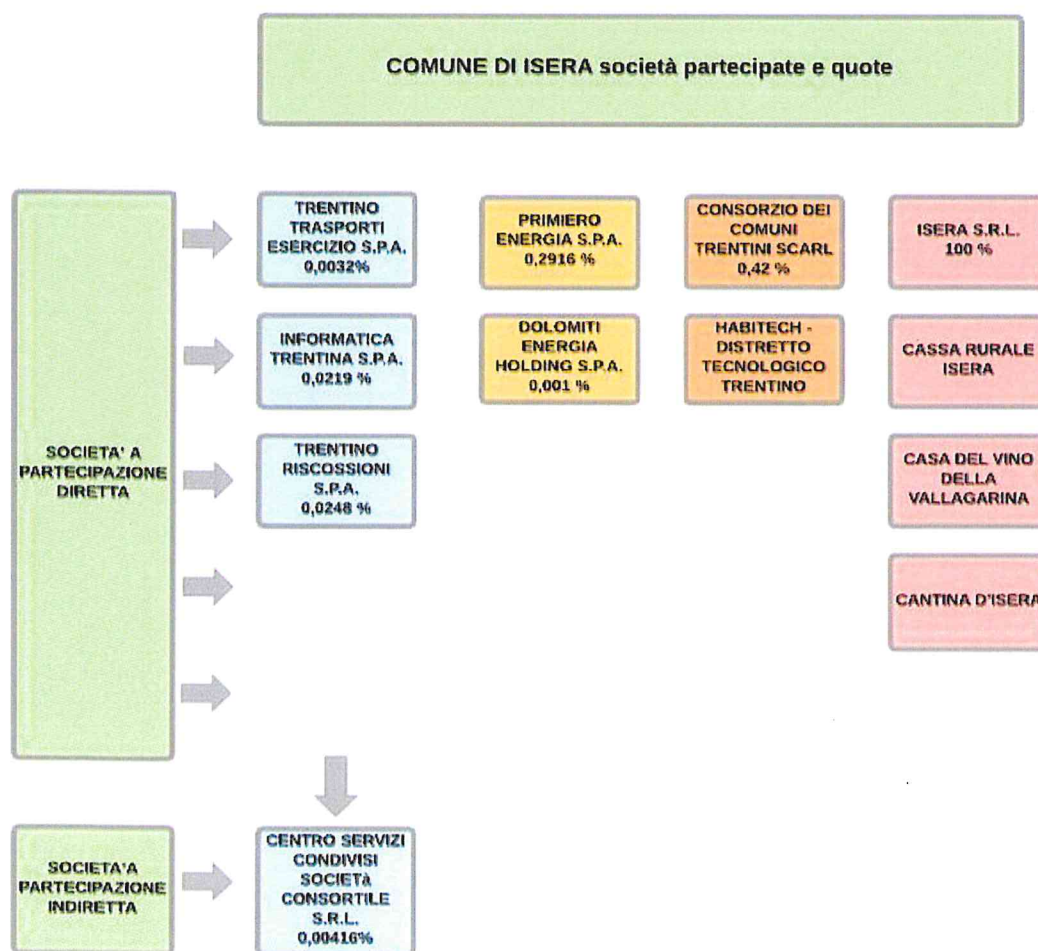 COMUNE DI ISERA società partecipate e quote
SOCIETA' A
PARTECIPAZIONE
DIRETTA
TRENTINO
TRASPORTI
ESERCIZIO S.P.A.
0,0032%
PRIMIERO
ENERGIA S.P.A.
0,2916 %
CONSORZIO DEI
COMUNI
TRENTINI SCARL
0,42 %
ISERA S.R.L.
100 %
INFORMATICA
TRENTINA S.P.A.
0,0219 %
DOLOMITI
ENERGIA
HOLDING S.P.A.
0,001 %
HABITECH -
DISTRETTO
TECNOLOGICO
TRENTINO
CASSA RURALE
ISERA
TRENTINO
RISCOSSIONI
S.P.A.
0,0248 %
CASA DEL VINO
DELLA
VALLAGARINA
CANTINA D'ISERA
SOCIETA'A
PARTECIPAZIONE
INDIRETTA
CENTRO SERVIZI
CONDIVISI
SOCIETà
CONSORTILE
S.R.L.
0,00416%